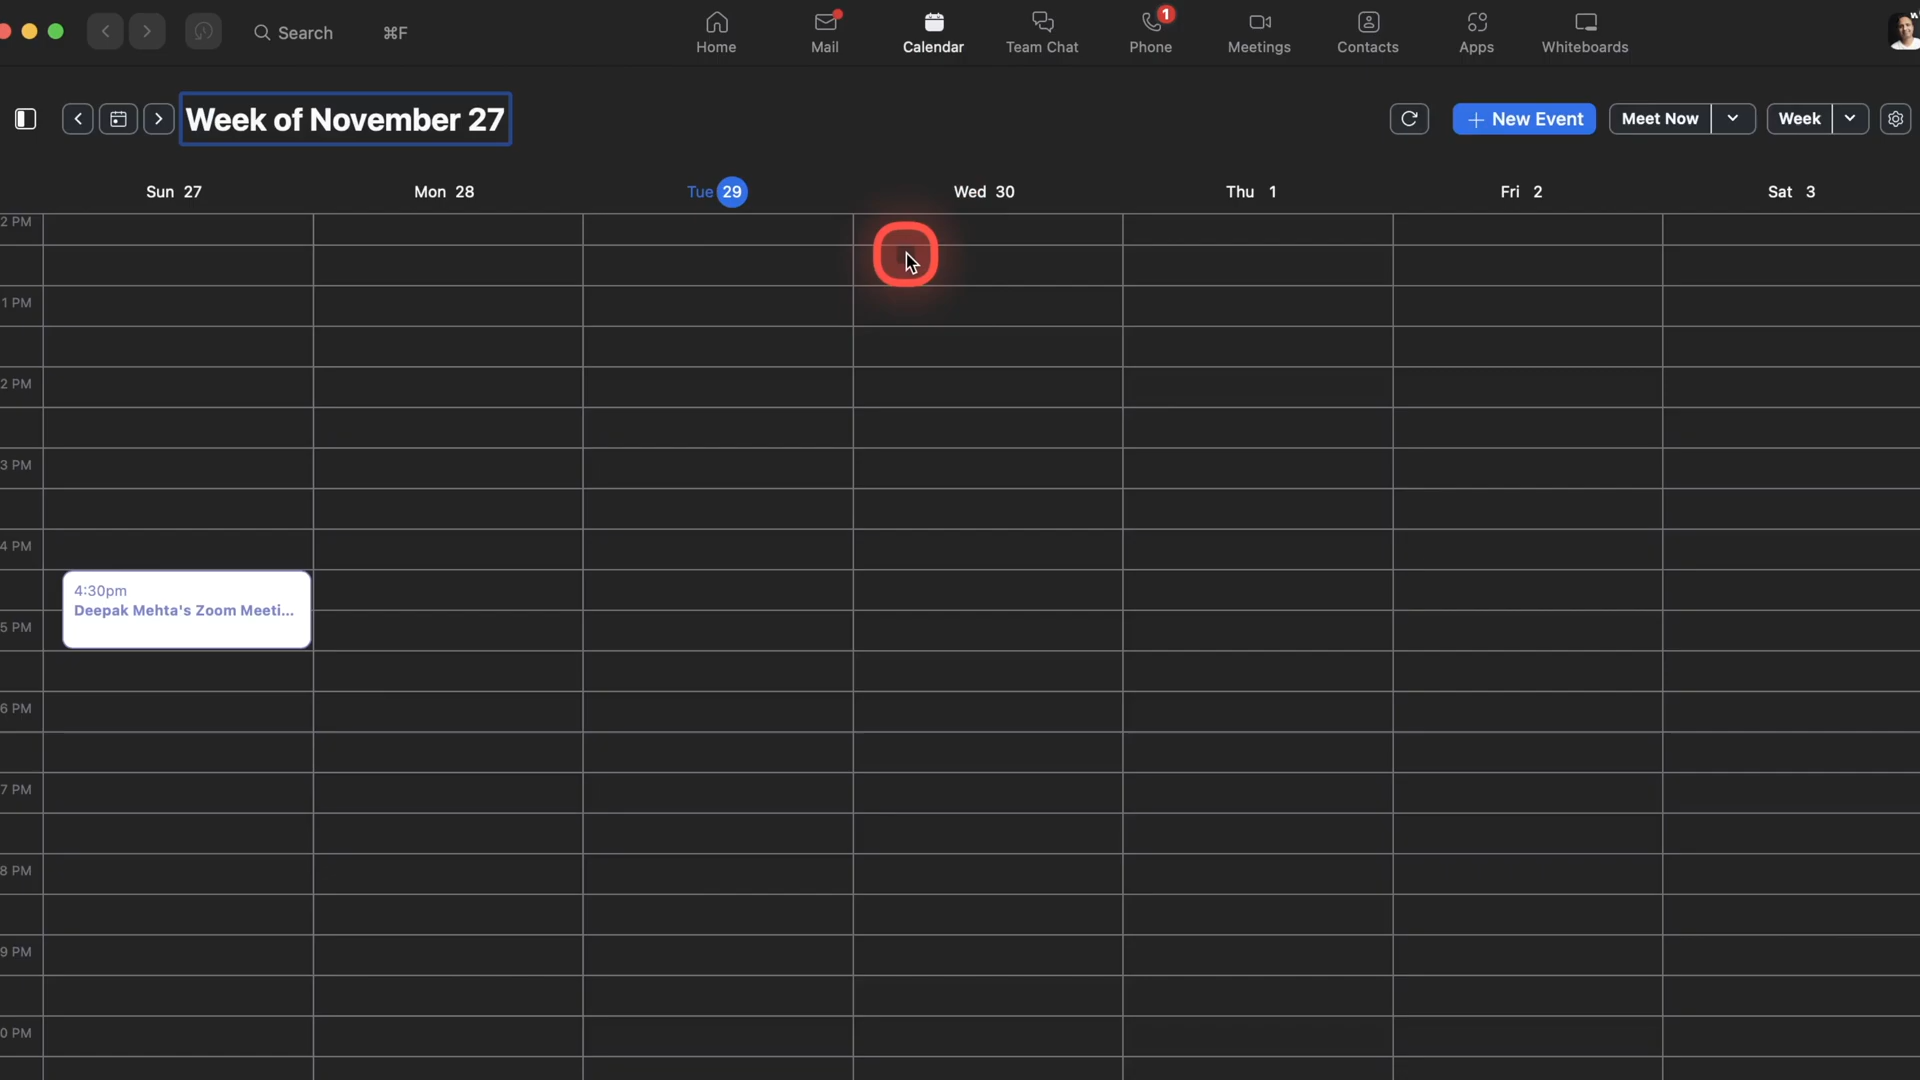 Search
⌘F
Home
Mail
Calendar
Team Chat
1
Phone
Meetings
Contacts
Apps
Whiteboards
Week of November 27
+ New Event
Meet Now
Week
Sun 27
Mon 28
Tue 29
Wed 30
Thu 1
Fri 2
Sat 3
2 PM
1 PM
2 PM
3 PM
4 PM
4:30pm
Deepak Mehta's Zoom Meeti...
5 PM
6 PM
7 PM
8 PM
9 PM
0 PM